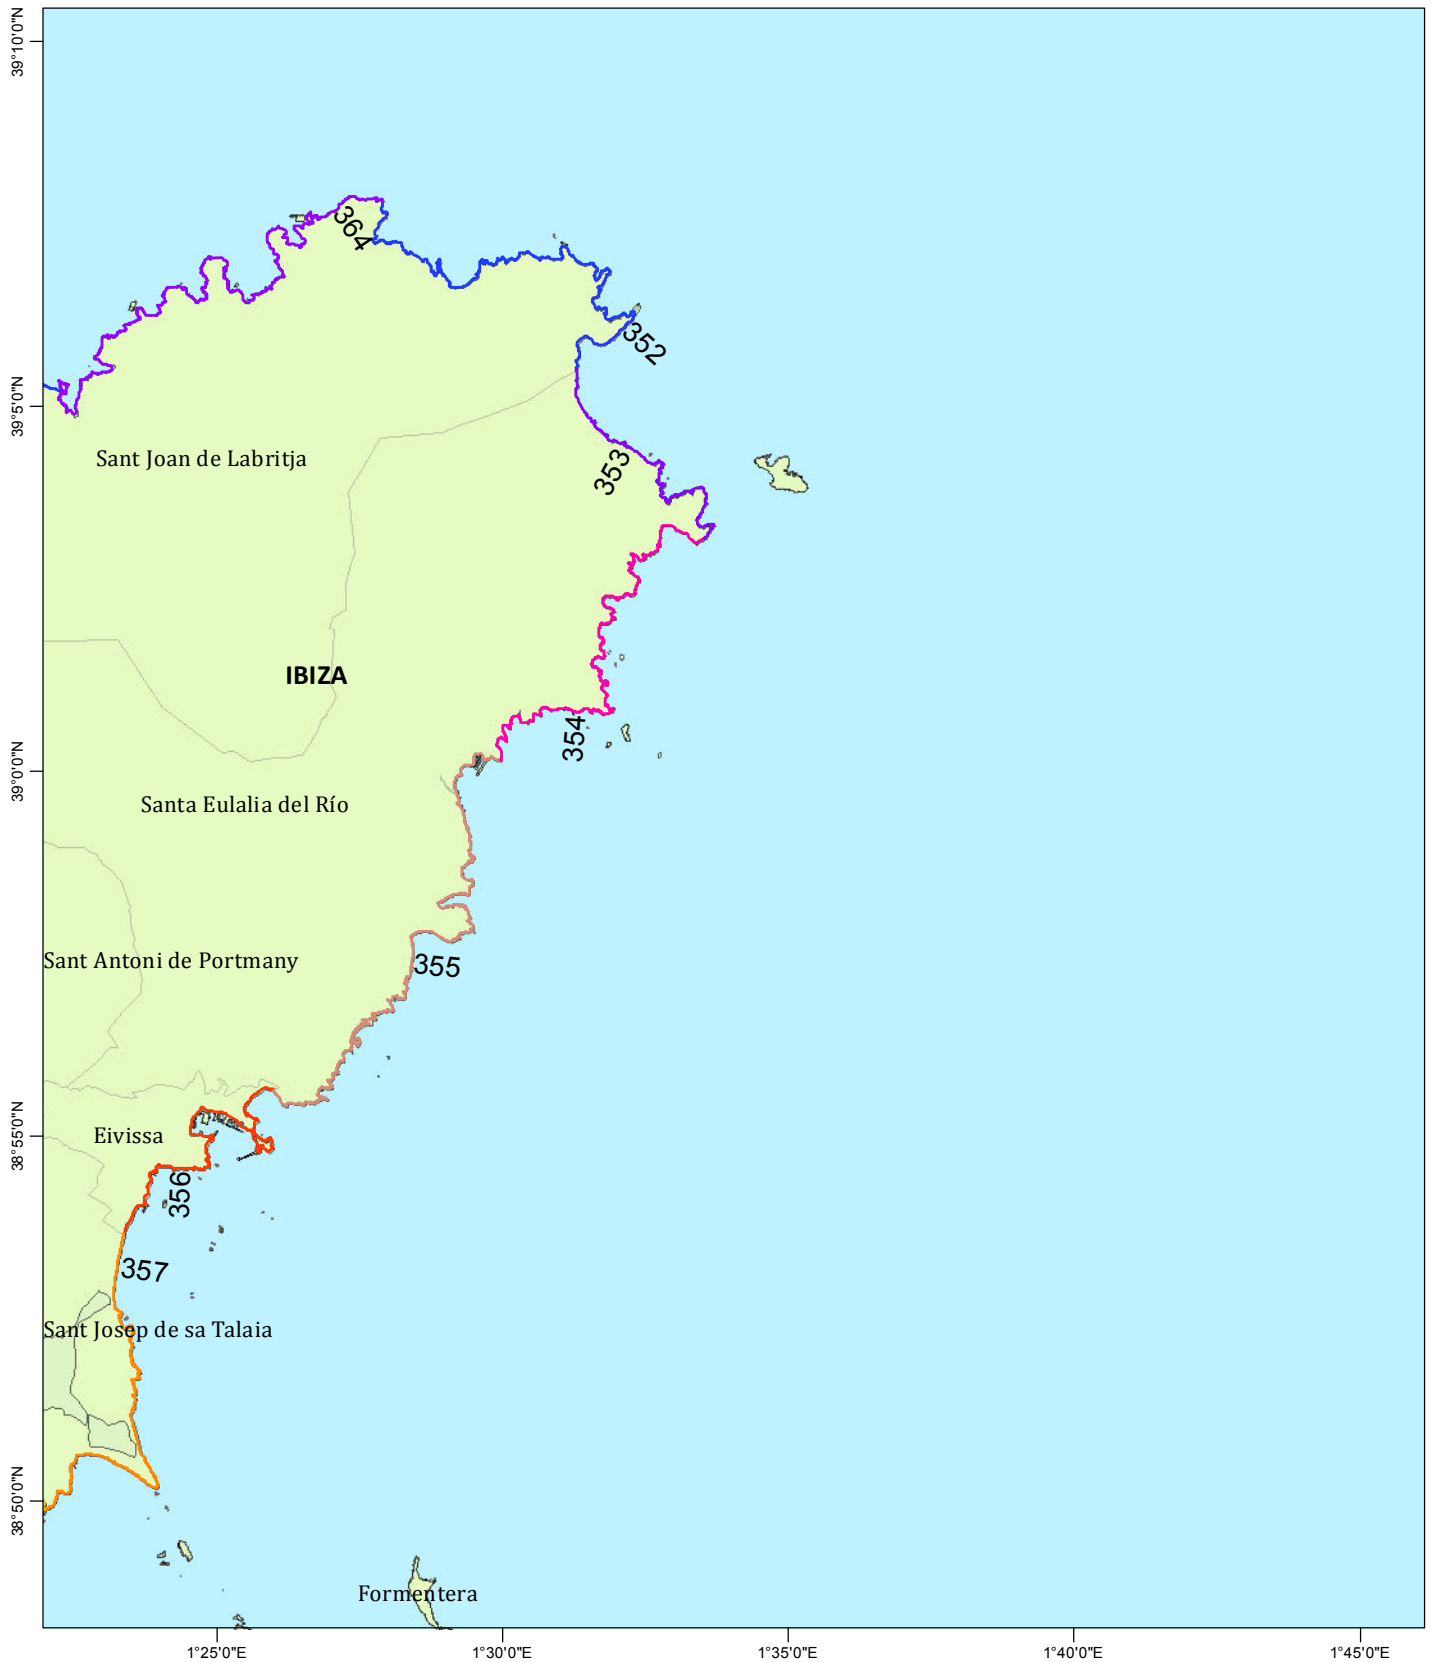 39°10'0"N
364
352
39°5'0"N
Sant Joan de Labritja
353
IBIZA
354
39°0'0"N
Santa Eulalia del Río
Sant Antoni de Portmany
355
38°55'0"N
Eivissa
356
357
Sant Josep de sa Talaia
38°50'0"N
Formentera
1°25'0"E
1°30'0"E
1°35'0"E
1°40'0"E
1°45'0"E